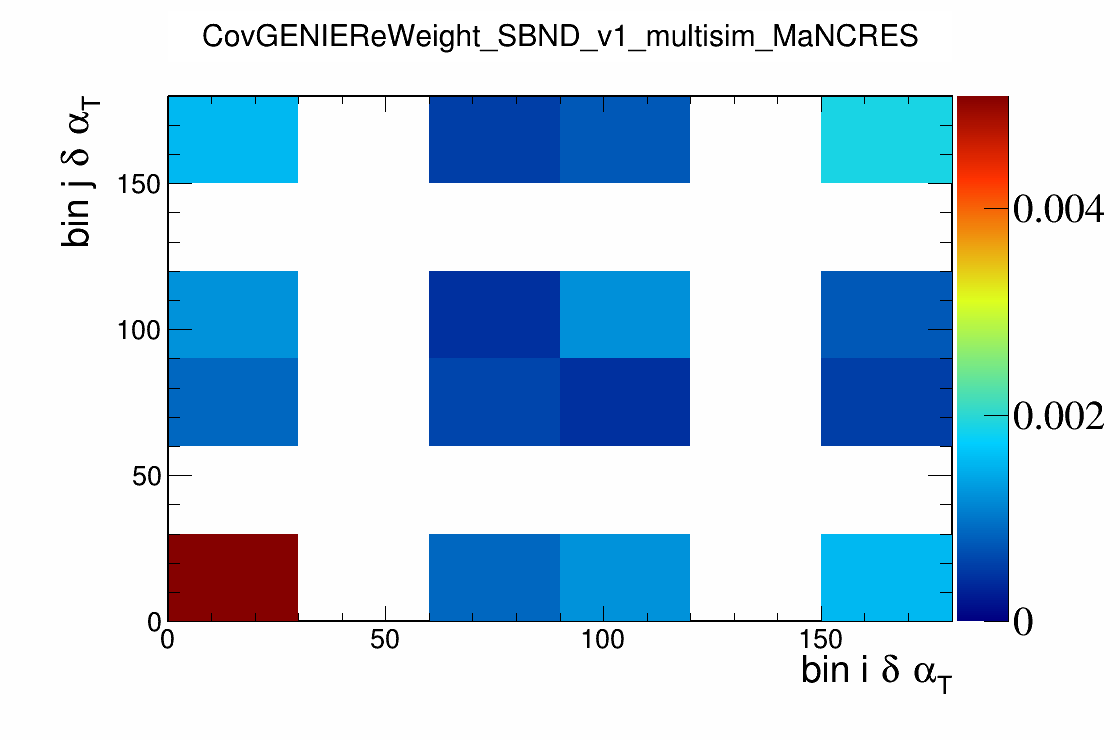 CovGENIEReWeight_SBND_v1_multisim_MaNCRES
bin j δ α_T
150
100
50
0
0 50 100 150
bin i δ α_T
0.004
0.002
0